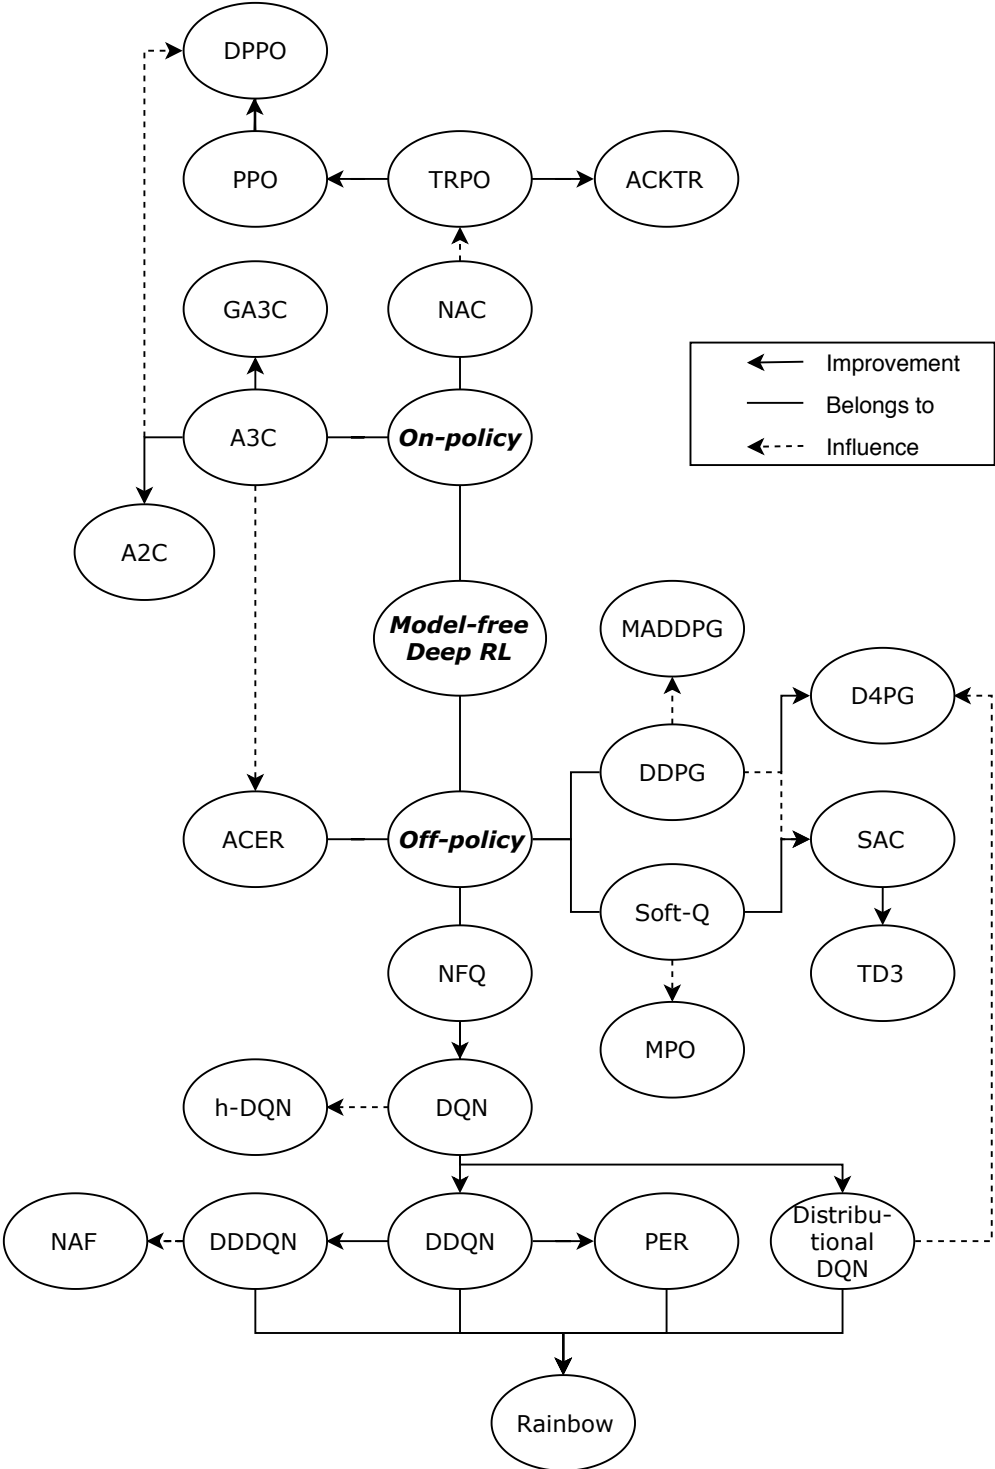 DPPO
PPO
TRPO
ACKTR
GA3C
NAC
Improvement
Belongs to
Influence
A3C
On-policy
A2C
Model-free
Deep RL
MADDPG
D4PG
DDPG
ACER
Off-policy
SAC
Soft-Q
NFQ
TD3
MPO
h-DQN
DQN
NAF
DDDQN
DDQN
PER
Distribu-
tional
DQN
Rainbow